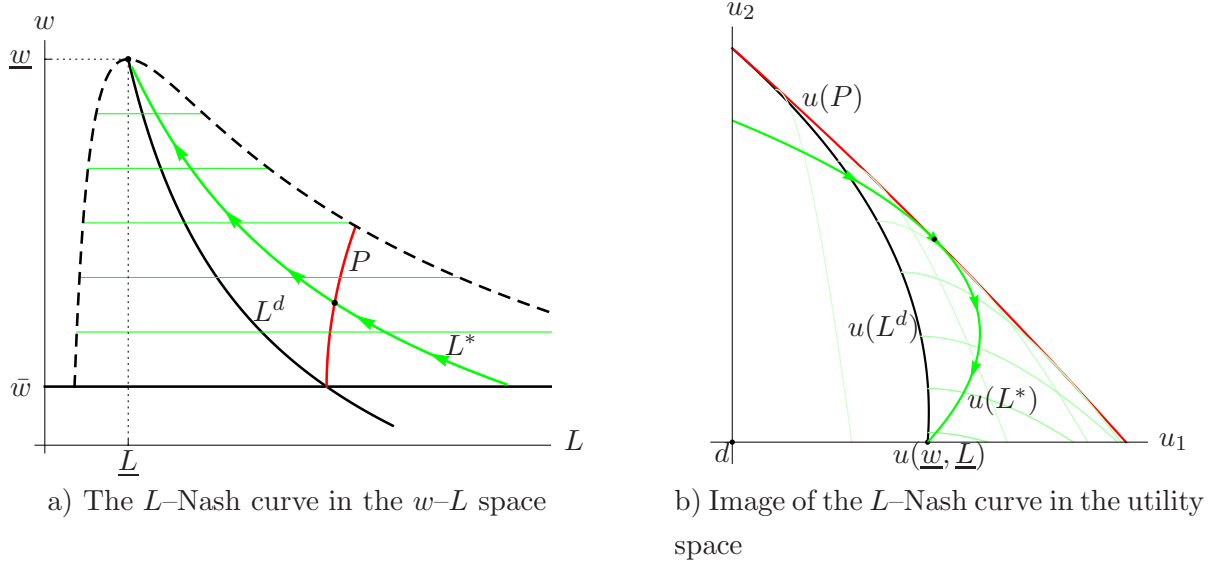 w
w
P
L^d
L^*
w̄
L
L
a) The L–Nash curve in the w–L space
u_2
u(P)
u(L^d)
u(L^*)
d
u(w, L)
u_1
b) Image of the L–Nash curve in the utility
space